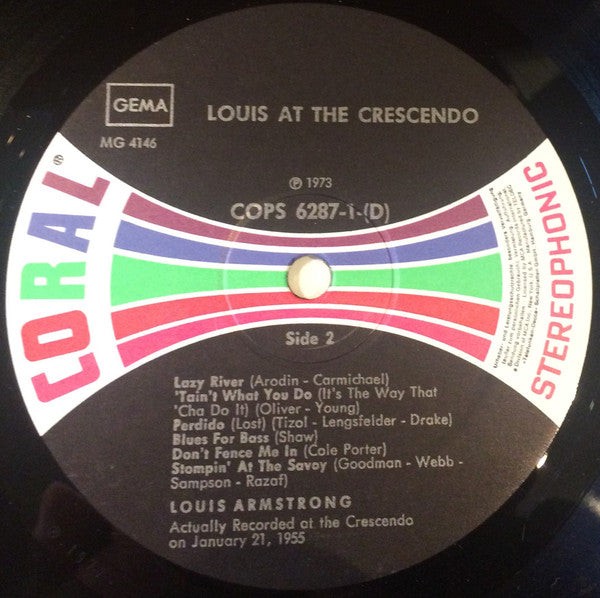 GEMA
LOUIS AT THE CRESCENDO
MG 4146
℗ 1973
COPS 6287-1-(D)
CORAL®
STEREOPHONIC
Side 2
Lazy River (Arodin - Carmichael)
'Tain't What You Do (It's The Way That
'Cha Do It) (Oliver - Young)
Perdido (Lost) (Tizol - Lengsfelder - Drake)
Blues For Bass (Shaw)
Don't Fence Me In (Cole Porter)
Stompin' At The Savoy (Goodman - Webb -
Sampson - Razaf)
LOUIS ARMSTRONG
Actually Recorded at the Crescendo
on January 21, 1955